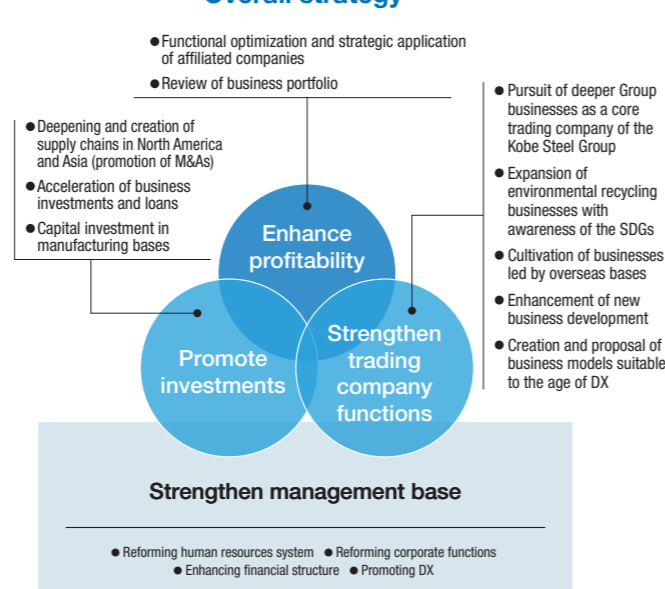 Overall strategy
● Functional optimization and strategic application
of affiliated companies
● Review of business portfolio
● Deepening and creation of
supply chains in North America
and Asia (promotion of M&As)
● Acceleration of business
investments and loans
● Capital investment in
manufacturing bases
● Pursuit of deeper Group
businesses as a core
trading company of the
Kobe Steel Group
● Expansion of
environmental recycling
businesses with
awareness of the SDGs
● Cultivation of businesses
led by overseas bases
● Enhancement of new
business development
● Creation and proposal of
business models suitable
to the age of DX
Enhance
profitability
Promote
investments
Strengthen
trading
company
functions
Strengthen management base
● Reforming human resources system ● Reforming corporate functions
● Enhancing financial structure ● Promoting DX